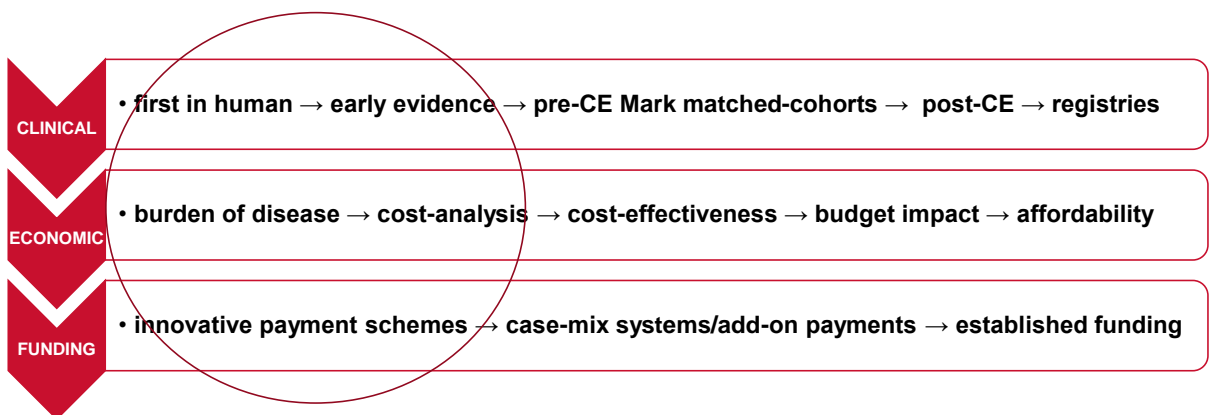 CLINICAL
• first in human → early evidence → pre-CE Mark matched-cohorts → post-CE → registries
ECONOMIC
• burden of disease → cost-analysis → cost-effectiveness → budget impact → affordability
FUNDING
• innovative payment schemes → case-mix systems/add-on payments → established funding